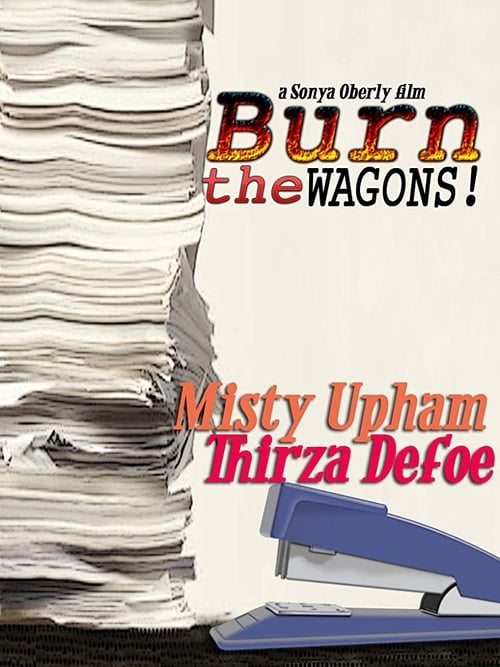 a Sonya Oberly film
Burn
the WAGONS!
Misty Upham
Thirza Defoe